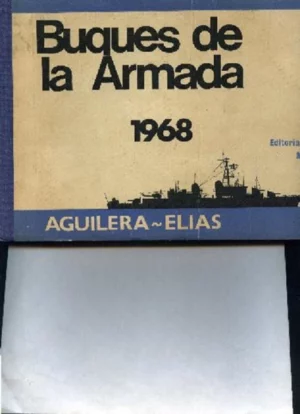 Buques de
la Armada
1968
AGUILERA~ELIAS